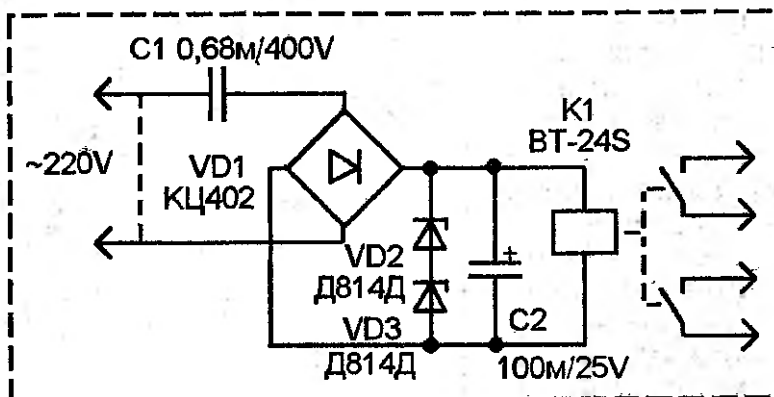 C1 0,68м/400V
K1
BT-24S
~220V
VD1
КЦ402
VD2
Д814Д
VD3
Д814Д
+
C2
100м/25V